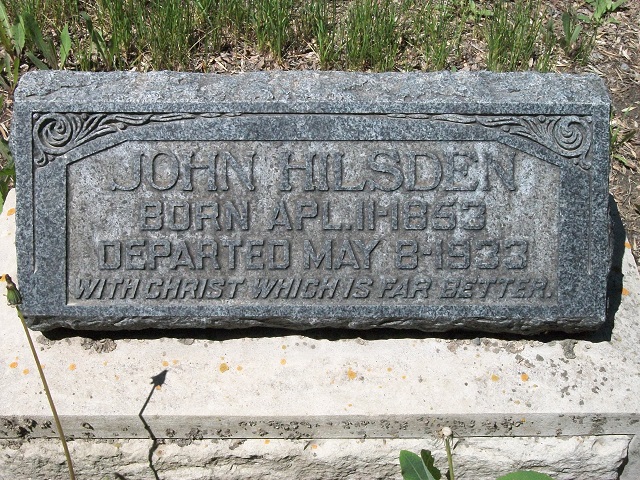 JOHN HILSDEN
BORN APL.11-1853
DEPARTED MAY 8-1933
WITH CHRIST WHICH IS FAR BETTER.